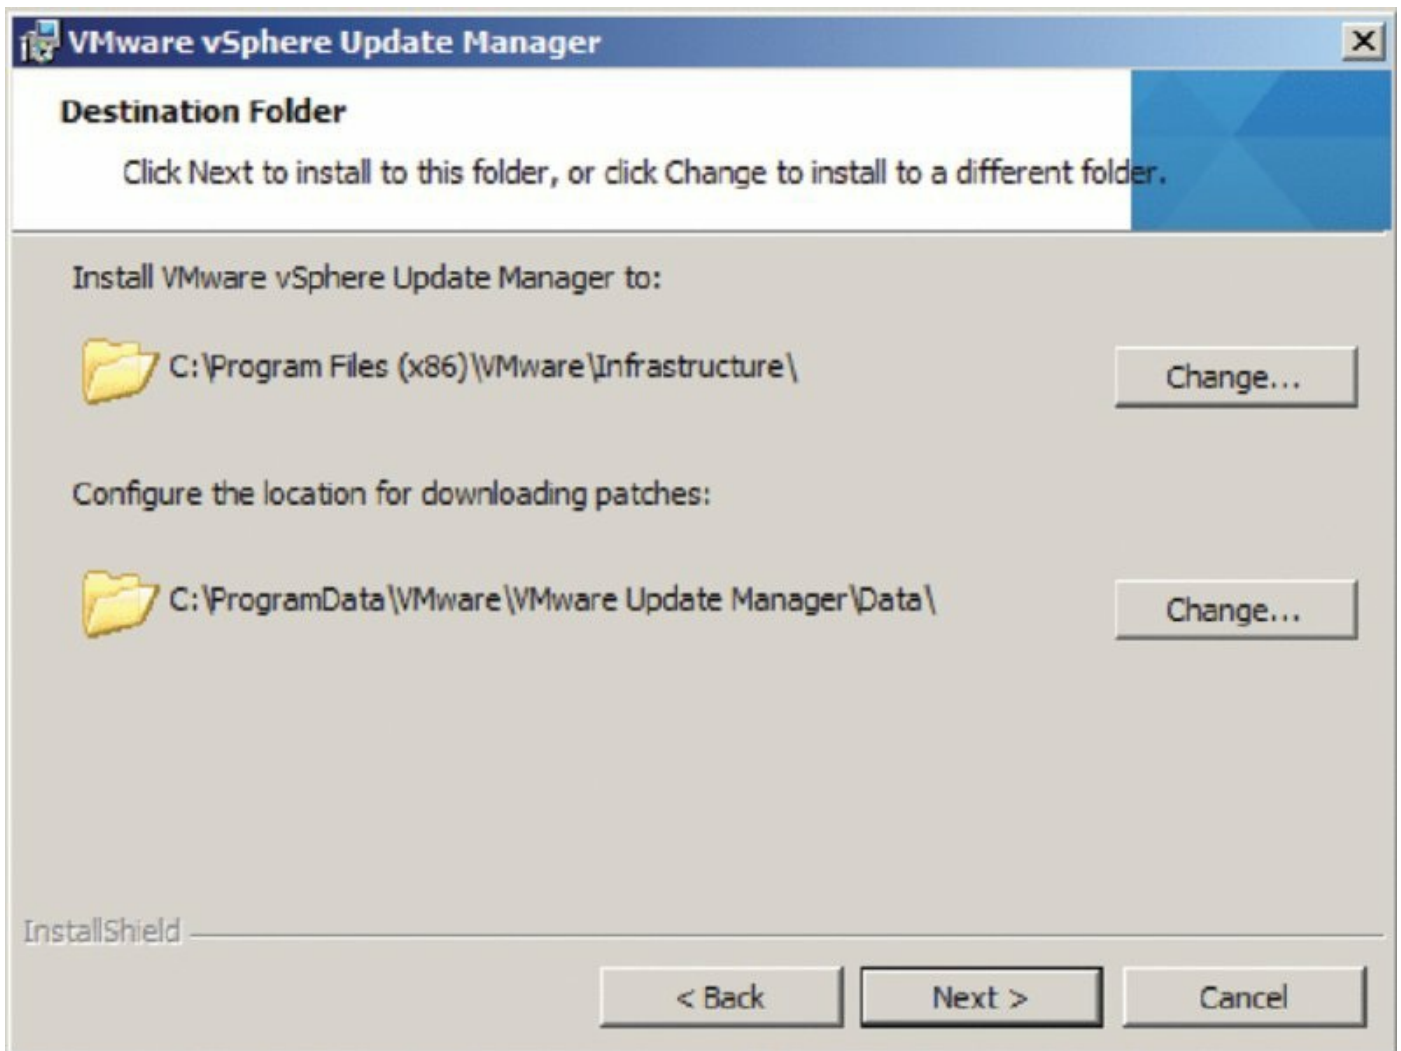 VMware vSphere Update Manager
Destination Folder
Click Next to install to this folder, or click Change to install to a different folder.
Install VMware vSphere Update Manager to:
C:\Program Files (x86)\VMware\Infrastructure\
Change...
Configure the location for downloading patches:
C:\ProgramData\VMware\VMware Update Manager\Data\
Change...
InstallShield
< Back
Next >
Cancel